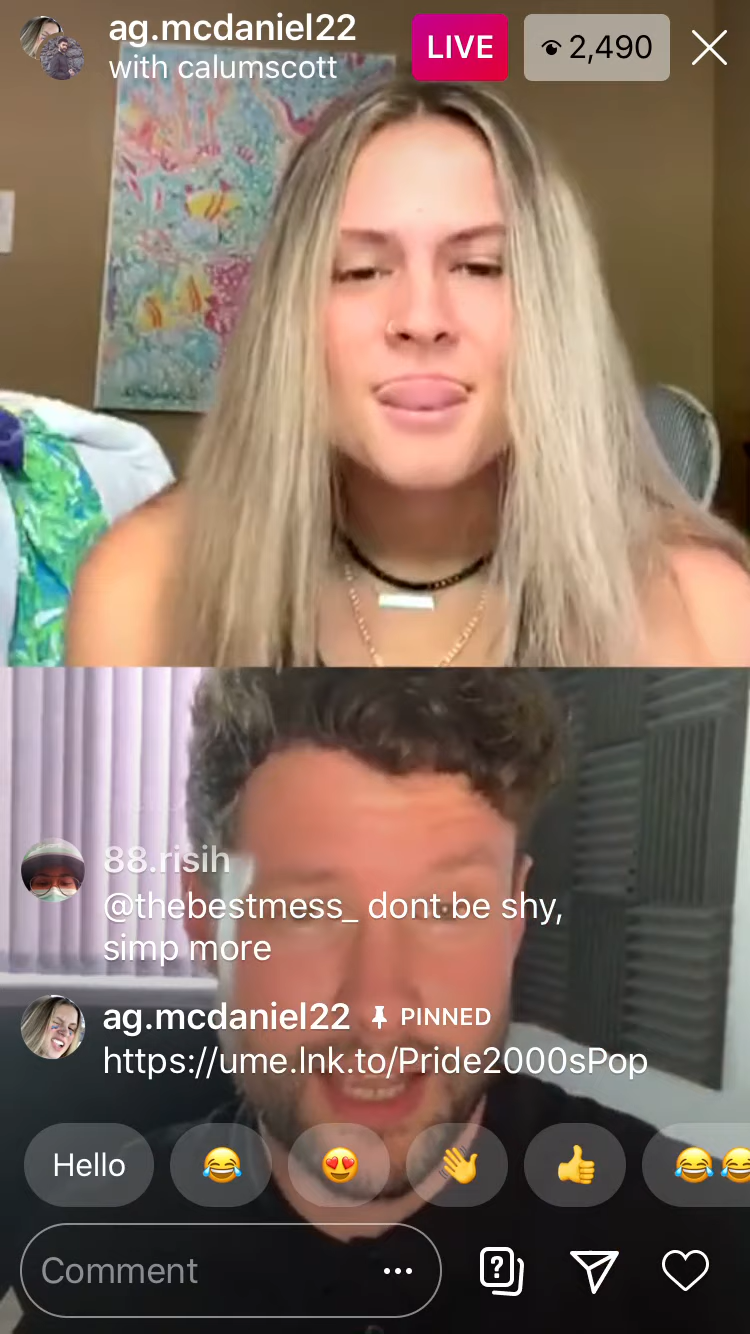 ag.mcdaniel22
with calumscott
LIVE
2,490
88.risih
@thebestmess_ dont be shy,
simp more
ag.mcdaniel22 PINNED
https://ume.lnk.to/Pride2000sPop
Hello
Comment